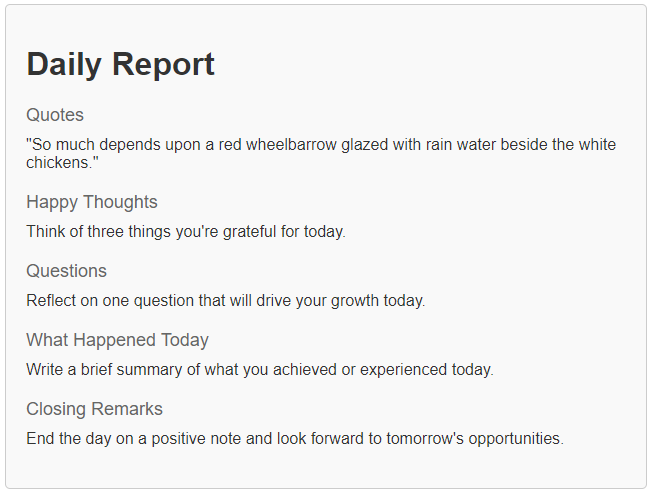 Daily Report
Quotes
"So much depends upon a red wheelbarrow glazed with rain water beside the white
chickens."
Happy Thoughts
Think of three things you're grateful for today.
Questions
Reflect on one question that will drive your growth today.
What Happened Today
Write a brief summary of what you achieved or experienced today.
Closing Remarks
End the day on a positive note and look forward to tomorrow's opportunities.